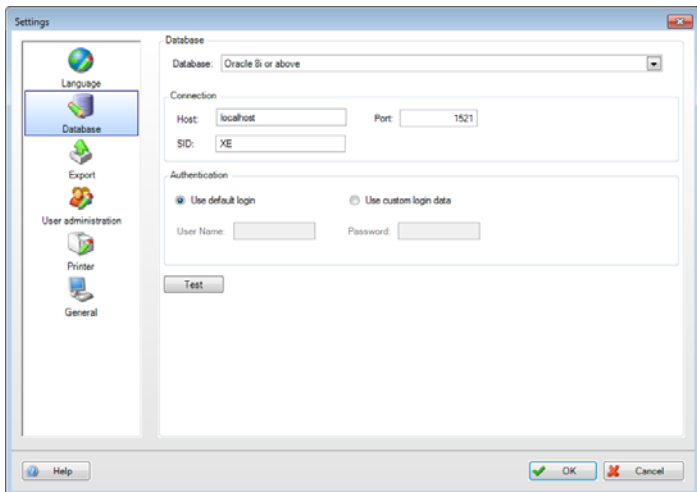 Settings
Language
Database
Export
User administration
Printer
General
Database
Database: Oracle 8i or above
Connection
Host: localhost Port: 1521
SID: XE
Authentication
Use default login Use custom login data
User Name: Password:
Test
Help OK Cancel